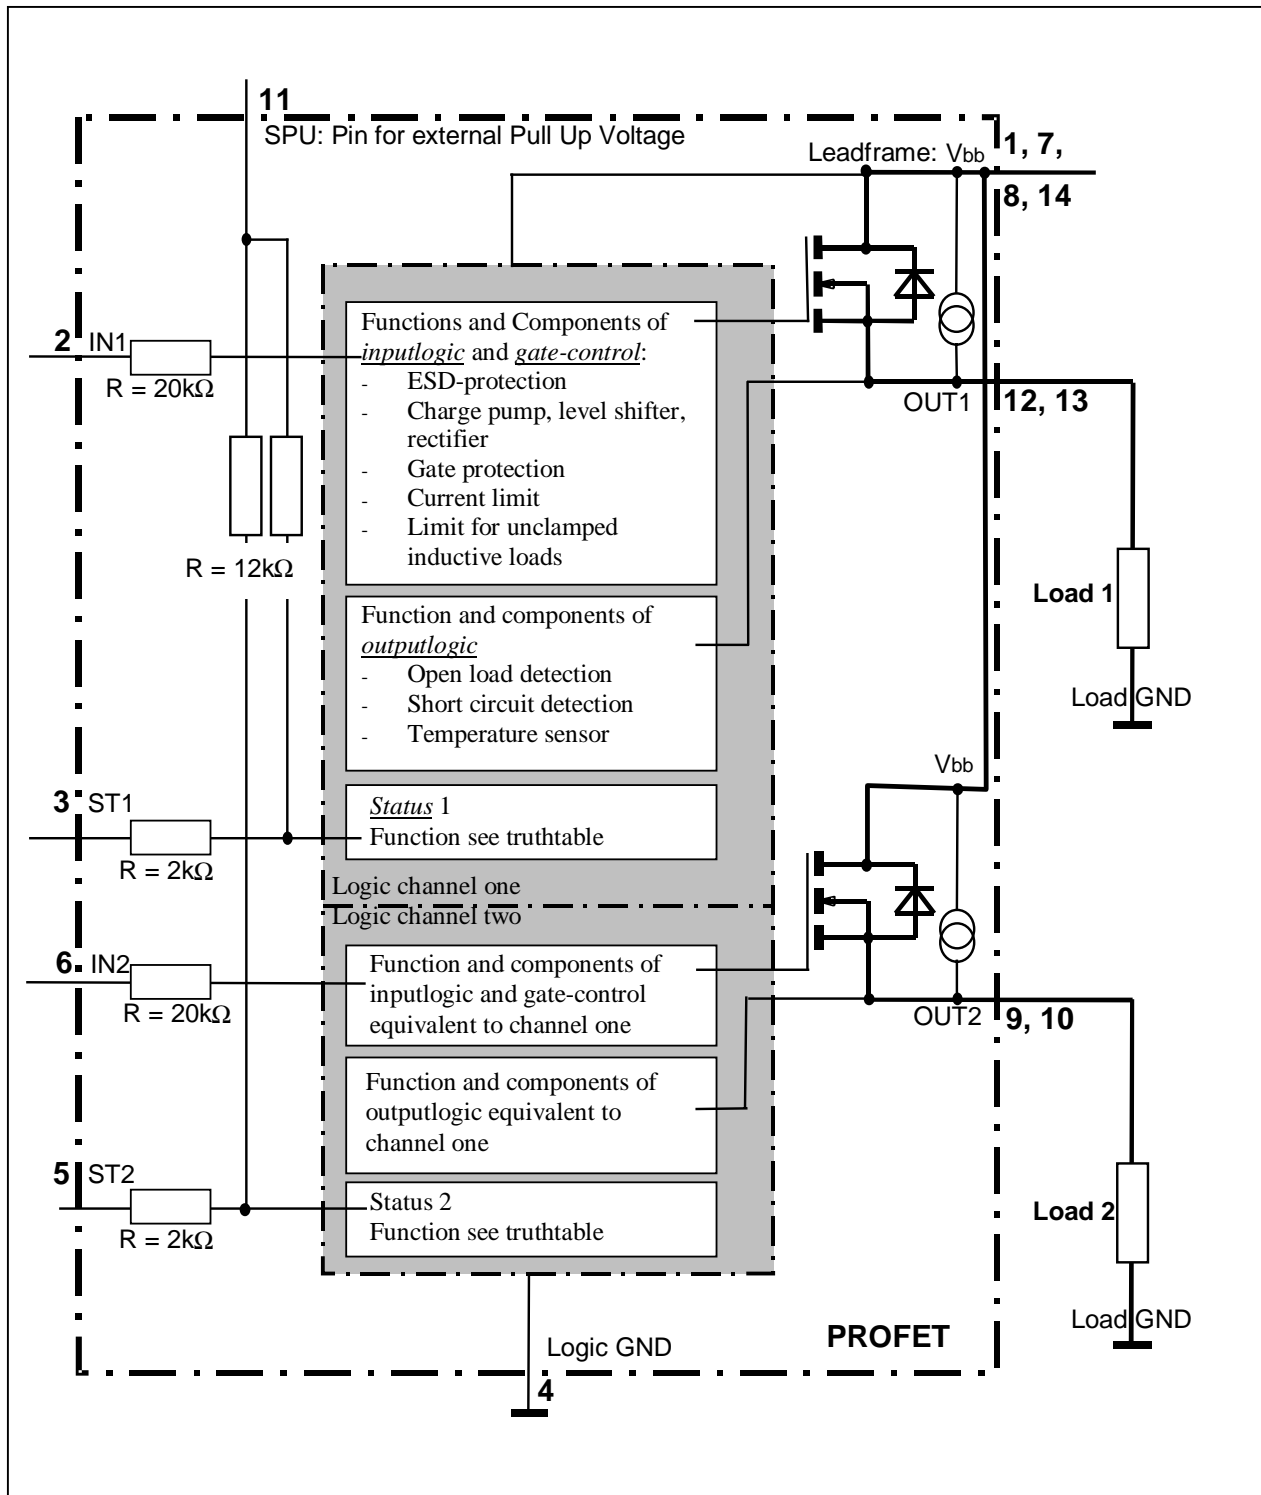 11
SPU: Pin for external Pull Up Voltage
Leadframe: Vbb
1, 7,
8, 14
2 IN1
R = 20kΩ
Functions and Components of
inputlogic and gate-control:
- ESD-protection
- Charge pump, level shifter,
rectifier
- Gate protection
- Current limit
- Limit for unclamped
inductive loads
OUT1
12, 13
R = 12kΩ
Load 1
Load GND
Function and components of
outputlogic
- Open load detection
- Short circuit detection
- Temperature sensor
Vbb
3 ST1
R = 2kΩ
Status 1
Function see truthtable
Logic channel one
Logic channel two
6 IN2
R = 20kΩ
Function and components of
inputlogic and gate-control
equivalent to channel one
OUT2
9, 10
Function and components of
outputlogic equivalent to
channel one
5 ST2
R = 2kΩ
Status 2
Function see truthtable
Load 2
Load GND
PROFET
Logic GND
4